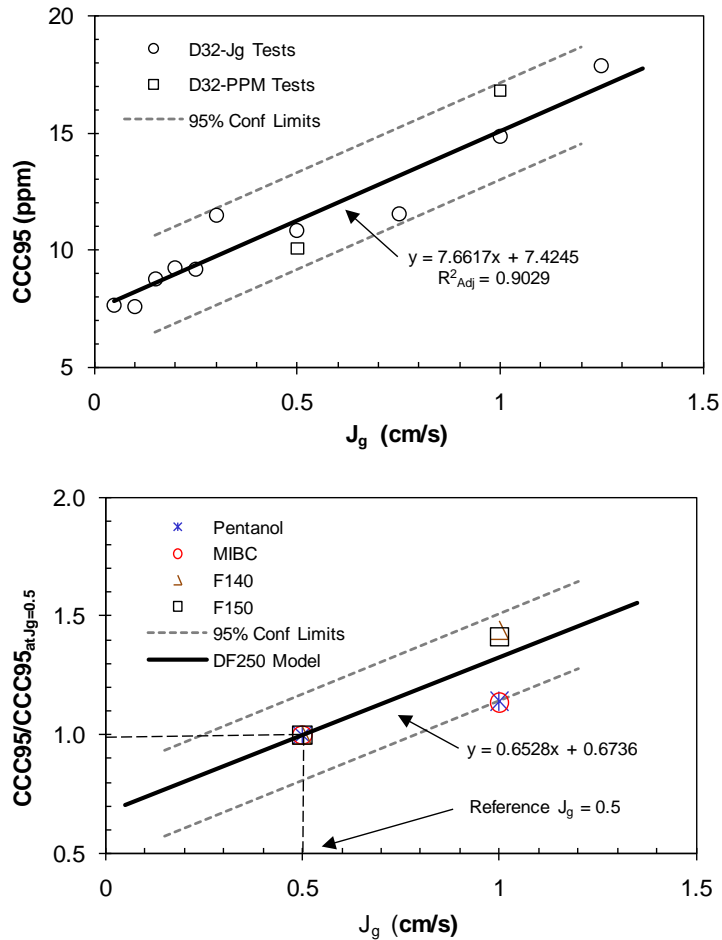 20
15
10
5
CCC95 (ppm)
D32-Jg Tests
D32-PPM Tests
95% Conf Limits
y = 7.6617x + 7.4245
R²Adj = 0.9029
0
0.5
1
1.5
Jg (cm/s)
2.0
1.5
1.0
0.5
CCC95/CCC95at Jg=0.5
Pentanol
MIBC
F140
F150
95% Conf Limits
DF250 Model
y = 0.6528x + 0.6736
Reference Jg = 0.5
0
0.5
1
1.5
Jg (cm/s)